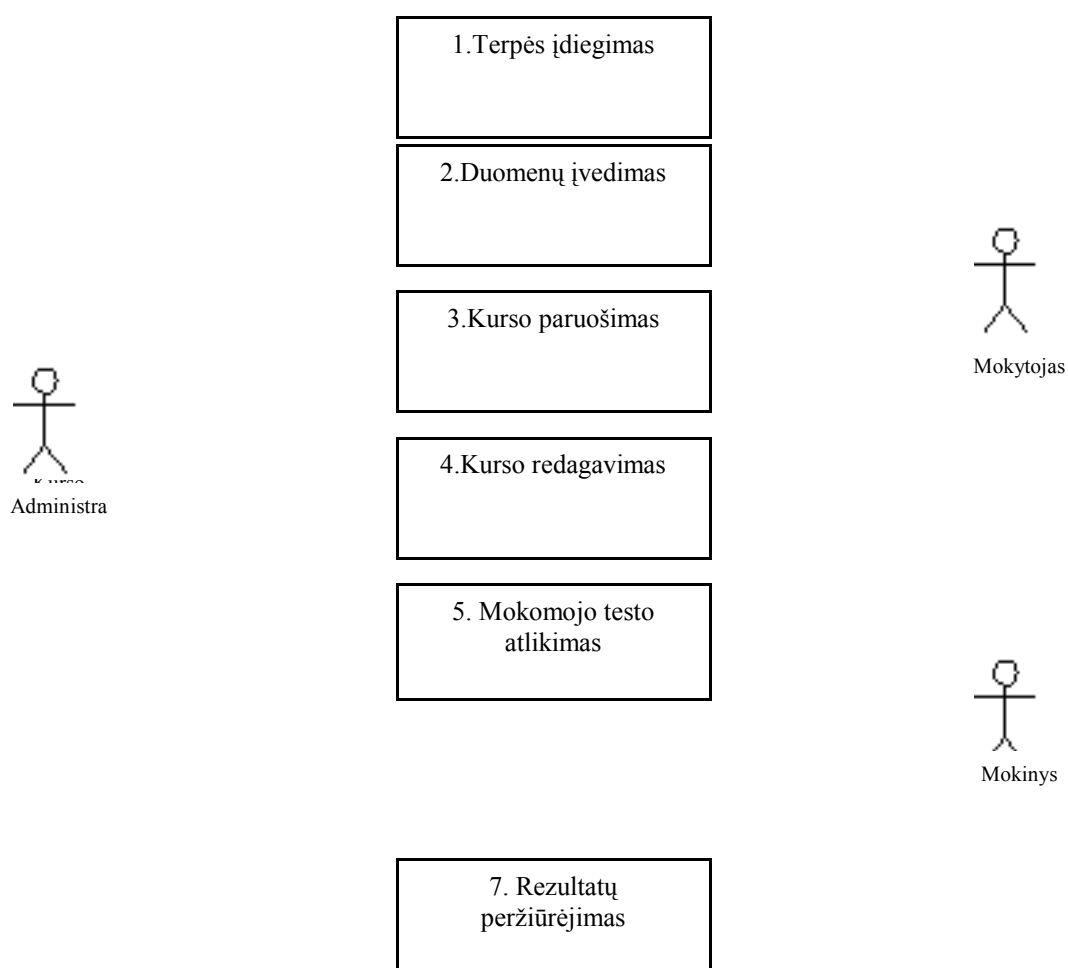 1.Terpės įdiegimas
2.Duomenų įvedimas
3.Kurso paruošimas
Mokytojas
4.Kurso redagavimas
Administra
5. Mokomojo testo
atlikimas
Mokinys
7. Rezultatų
peržiūrėjimas